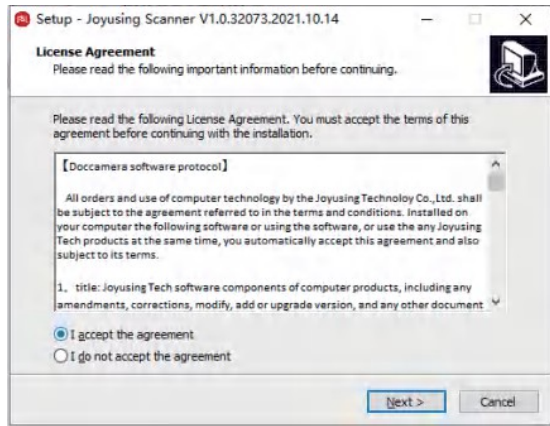 Setup - Joyusing Scanner V1.0.32073.2021.10.14
License Agreement
Please read the following important information before continuing.
Please read the following License Agreement. You must accept the terms of this
agreement before continuing with the installation.
【Doccamera software protocol】
All orders and use of computer technology by the Joyusing Technoloy Co.,Ltd. shall
be subject to the agreement referred to in the terms and conditions. Installed on
your computer the following software or using the software, or use the any Joyusing
Tech products at the same time, you automatically accept this agreement and also
subject to its terms.
1、title: Joyusing Tech software components of computer products, including any
amendments, corrections, modify, add or upgrade version, and any other document
I accept the agreement
I do not accept the agreement
Next >
Cancel